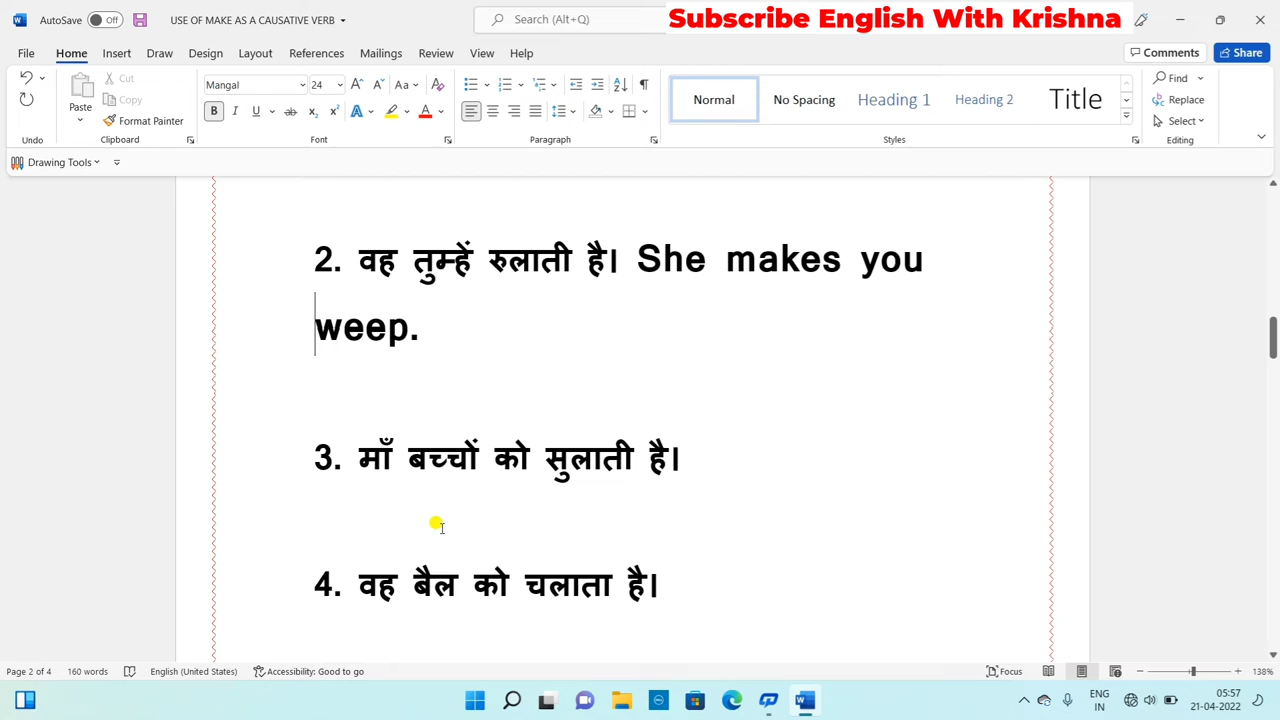 USE OF MAKE AS A CAUSATIVE VERB
Search (Alt+Q)
Subscribe English With Krishna
AutoSave Off
File Home Insert Draw Design Layout References Mailings Review View Help
Comments Share
Paste
Cut
Copy
Format Painter
Mangal 24
Normal No Spacing Heading 1 Heading 2 Title
Find
Replace
Select
Undo Clipboard Font Paragraph Styles Editing
Drawing Tools
2. वह तुम्हें रुलाती है। She makes you
weep.
3. माँ बच्चों को सुलाती है।
4. वह बैल को चलाता है।
Page 2 of 4 160 words English (United States) Accessibility: Good to go Focus 138%
ENG
IN
05:57
21-04-2022